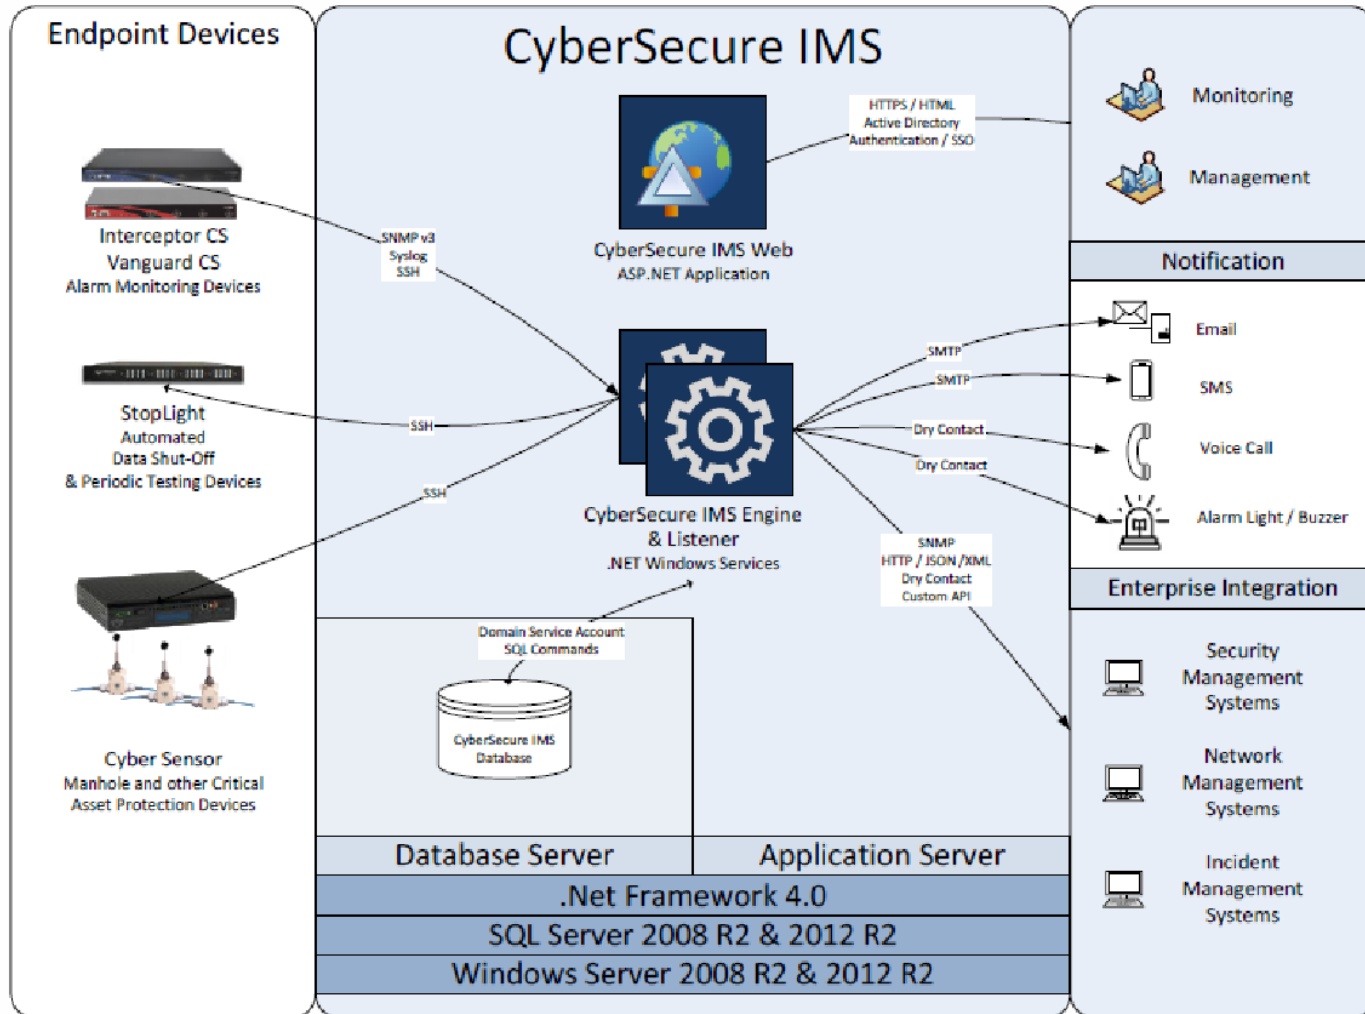 Endpoint Devices
Interceptor CS
Vanguard CS
Alarm Monitoring Devices
StopLight
Automated
Data Shut-Off
& Periodic Testing Devices
Cyber Sensor
Manhole and other Critical
Asset Protection Devices
CyberSecure IMS
HTTPS / HTML
Active Directory
Authentication / SSO
CyberSecure IMS Web
ASP.NET Application
SNMP v3
Syslog
SSH
SSH
SSH
CyberSecure IMS Engine
& Listener
.NET Windows Services
SMTP
SMTP
Dry Contact
Dry Contact
SNMP
HTTP / JSON /XML
Dry Contact
Custom API
Domain Service Account
SQL Commands
CyberSecure IMS
Database
Database Server
Application Server
.Net Framework 4.0
SQL Server 2008 R2 & 2012 R2
Windows Server 2008 R2 & 2012 R2
Monitoring
Management
Notification
Email
SMS
Voice Call
Alarm Light / Buzzer
Enterprise Integration
Security
Management
Systems
Network
Management
Systems
Incident
Management
Systems